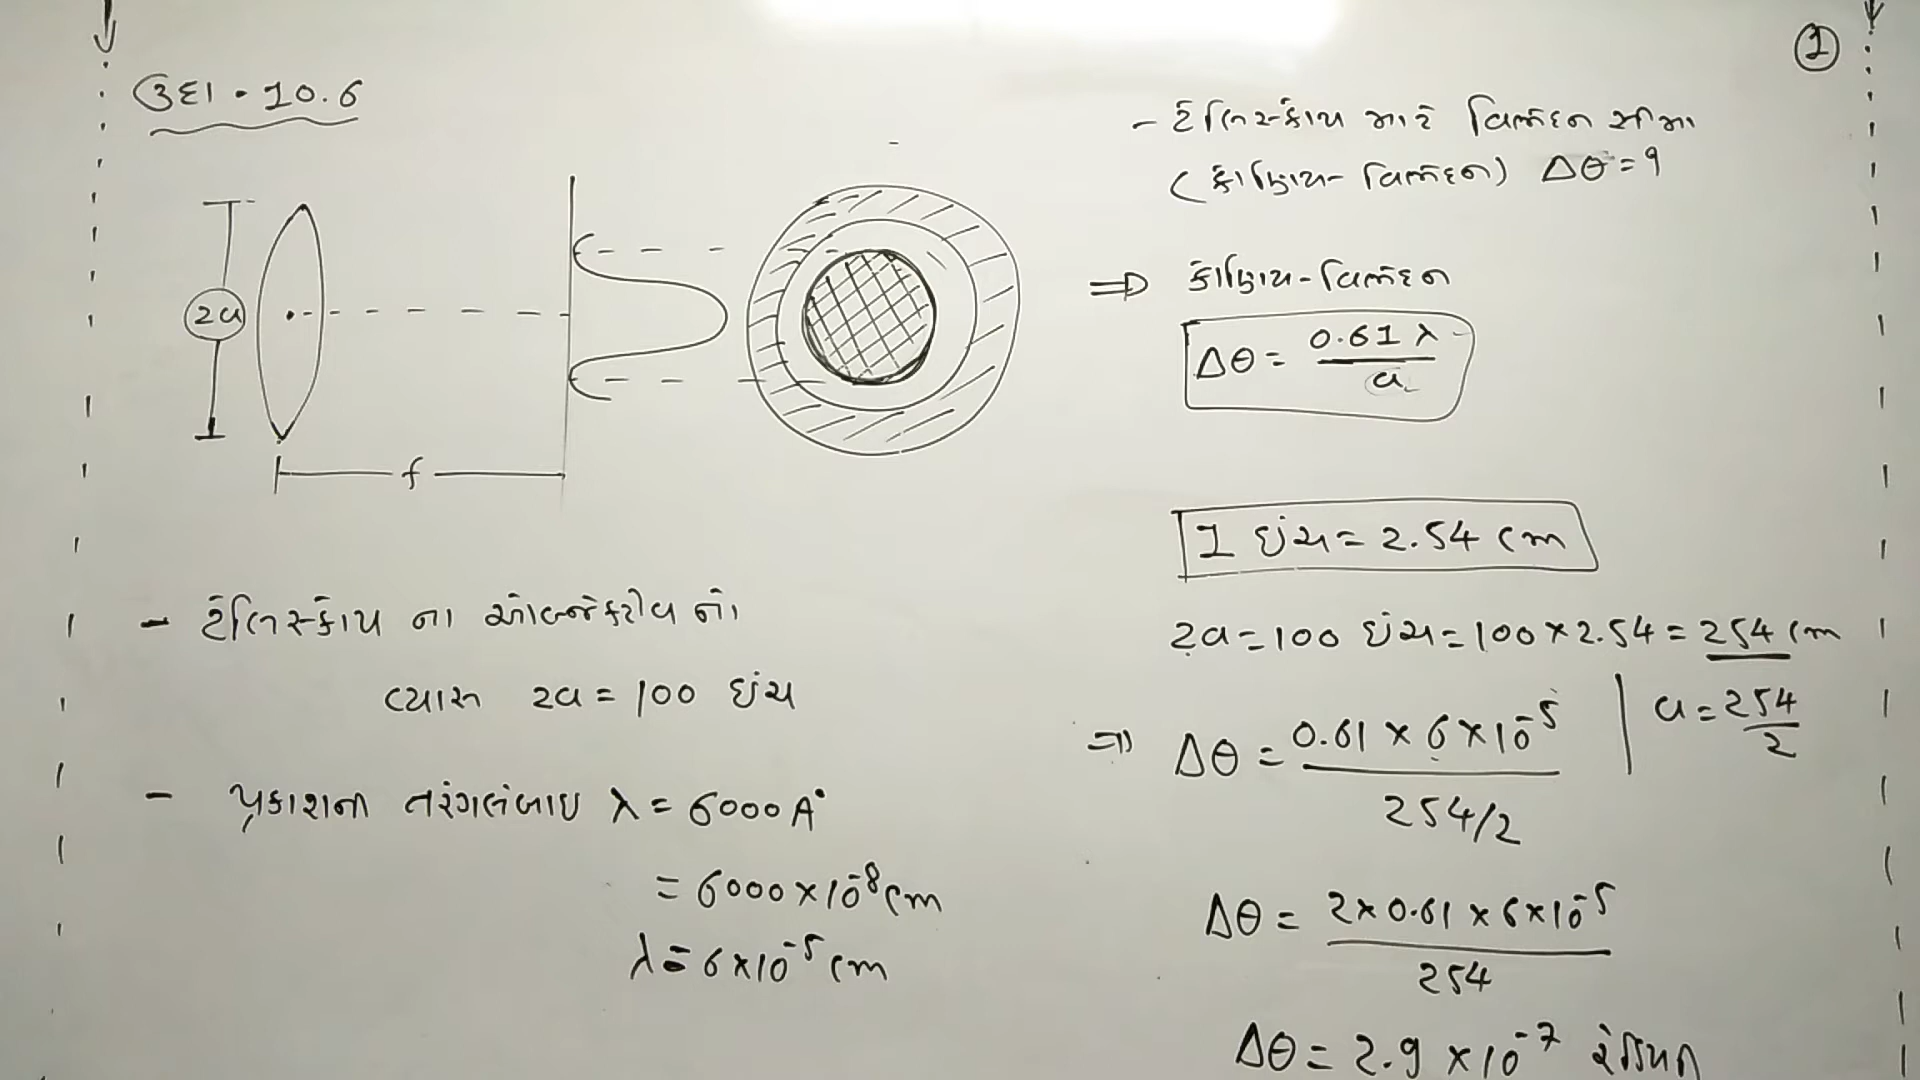 ઉદા. 10.6
2a
f
- ટેલિસ્કોપ ના ઓબ્જેક્ટીવ નો
વ્યાસ 2a = 100 ઇંચ
- પ્રકાશના તરંગલંબાઇ λ = 6000 A°
= 6000 × 10⁻⁸ cm
λ = 6 × 10⁻⁵ cm
1
- ટેલિસ્કોપ માટે વિભેદન સીમા
(કોણિય- વિભેદન) Δθ = ?
⇒ કોણિય-વિભેદન
Δθ = 0.61 λ / a
1 ઇંચ = 2.54 cm
2a = 100 ઇંચ = 100 × 2.54 = 254 cm
⇒ Δθ = 0.61 × 6 × 10⁻⁵ / 254/2 | a = 254/2
Δθ = 2 × 0.61 × 6 × 10⁻⁵ / 254
Δθ = 2.9 × 10⁻⁷ રેડિયન